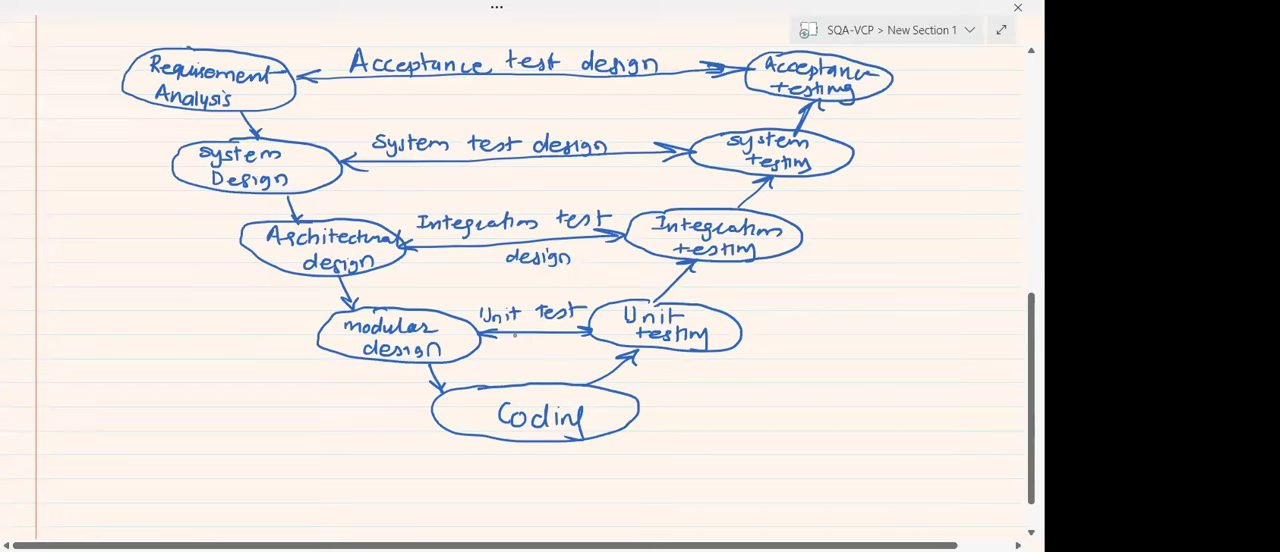 ...
SQA-VCP > New Section 1
Requirement
Analysis
Acceptance test design
Acceptance
testing
System
Design
System test design
System
testing
Architectural
design
Integration test
design
Integration
testing
modular
design
Unit test
Unit
testing
Coding